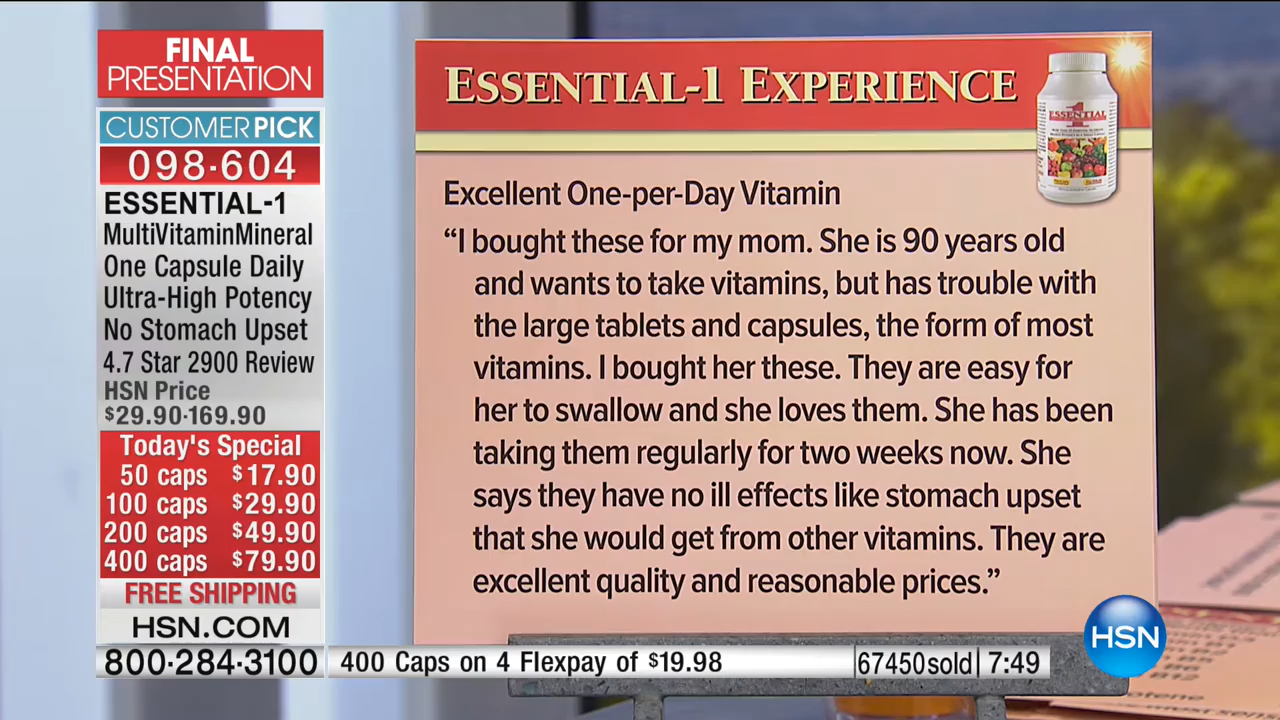 FINAL
PRESENTATION
CUSTOMER PICK
098·604
ESSENTIAL-1
MultiVitaminMineral
One Capsule Daily
Ultra-High Potency
No Stomach Upset
4.7 Star 2900 Review
HSN Price
$29.90-169.90
Today's Special
50 caps $17.90
100 caps $29.90
200 caps $49.90
400 caps $79.90
FREE SHIPPING
HSN.COM
800·284·3100
400 Caps on 4 Flexpay of $19.98
67450sold
7:49
ESSENTIAL-1 EXPERIENCE
1
ESSENTIAL
Excellent One-per-Day Vitamin
“I bought these for my mom. She is 90 years old
and wants to take vitamins, but has trouble with
the large tablets and capsules, the form of most
vitamins. I bought her these. They are easy for
her to swallow and she loves them. She has been
taking them regularly for two weeks now. She
says they have no ill effects like stomach upset
that she would get from other vitamins. They are
excellent quality and reasonable prices.”
HSN
B12